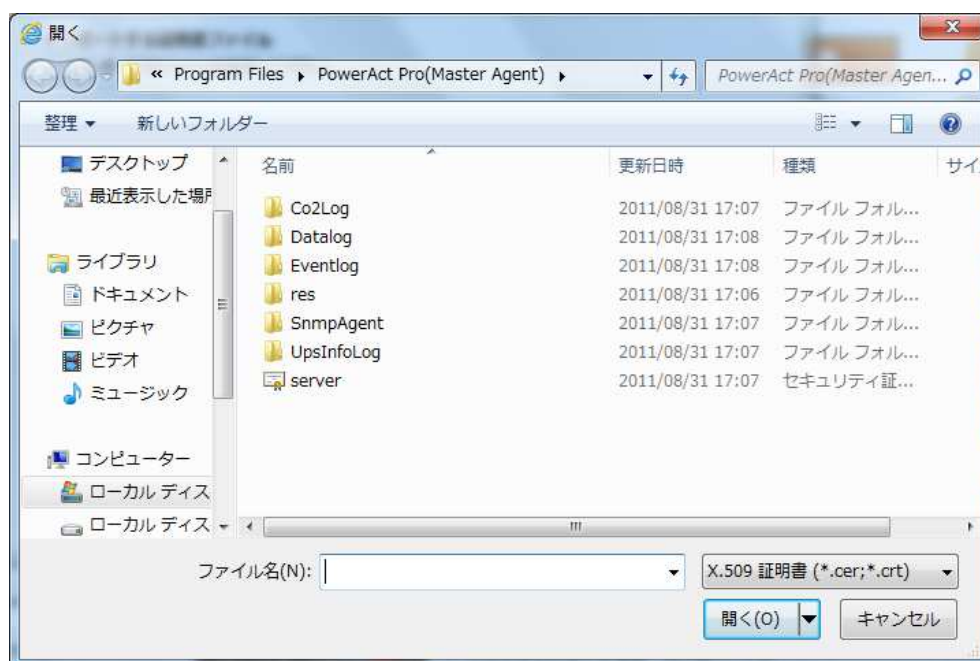 開く
« Program Files ▸ PowerAct Pro(Master Agent) ▸
PowerAct Pro(Master Agen...
整理 ▼ 新しいフォルダー
デスクトップ
最近表示した場所
ライブラリ
ドキュメント
ピクチャ
ビデオ
ミュージック
コンピューター
ローカル ディス
ローカル ディス
名前 更新日時 種類 サイ
Co2Log 2011/08/31 17:07 ファイル フォル...
Datalog 2011/08/31 17:08 ファイル フォル...
Eventlog 2011/08/31 17:08 ファイル フォル...
res 2011/08/31 17:06 ファイル フォル...
SnmpAgent 2011/08/31 17:07 ファイル フォル...
UpsInfoLog 2011/08/31 17:07 ファイル フォル...
server 2011/08/31 17:07 セキュリティ証...
ファイル名(N):
X.509 証明書 (*.cer;*.crt)
開く(O)
キャンセル